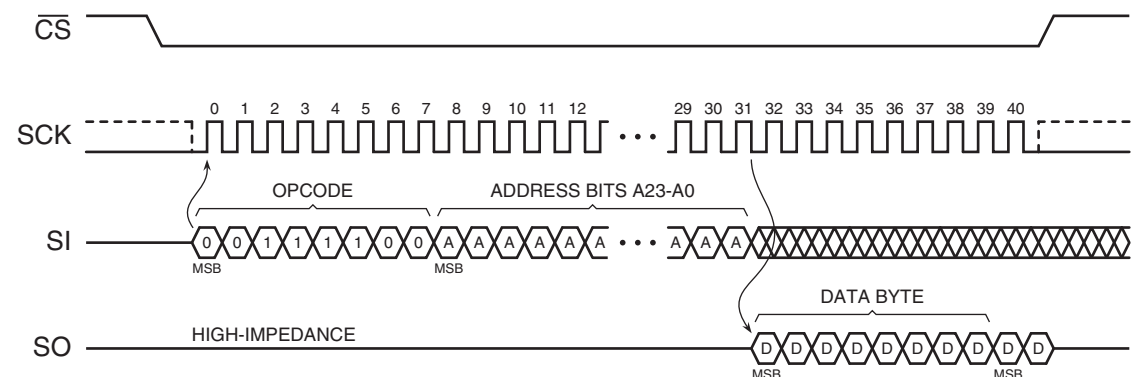 CS
0 1 2 3 4 5 6 7 8 9 10 11 12 29 30 31 32 33 34 35 36 37 38 39 40
SCK
OPCODE ADDRESS BITS A23-A0
SI 0 0 1 1 1 1 0 0 A A A A A A A A A
MSB MSB
DATA BYTE
HIGH-IMPEDANCE
SO D D D D D D D D D D
MSB MSB